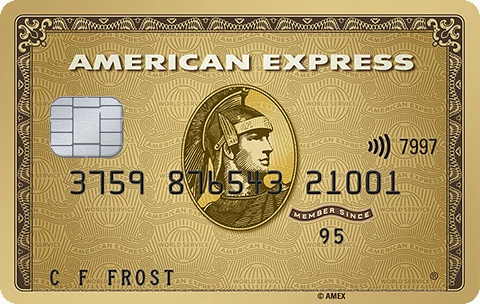 AMERICAN EXPRESS
7997
3759 876543 21001
MEMBER SINCE
95
C F FROST
®
© AMEX